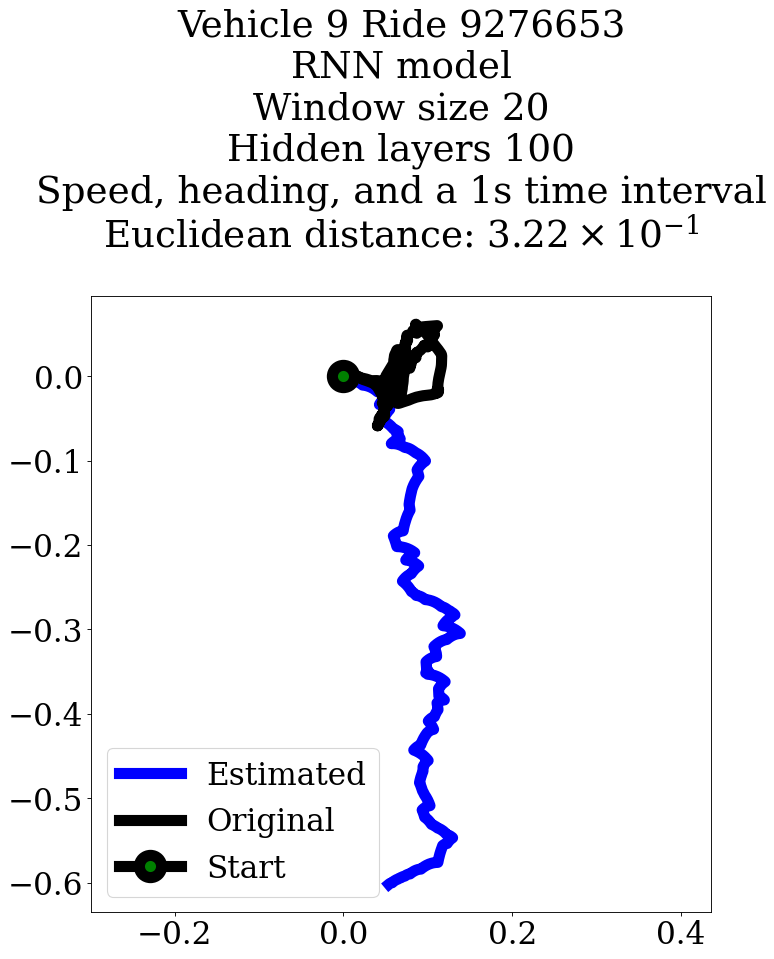 Vehicle 9 Ride 9276653
RNN model
Window size 20
Hidden layers 100
Speed, heading, and a 1s time interval
Euclidean distance: 3.22 × 10⁻¹
0.0
−0.1
−0.2
−0.3
−0.4
−0.5
−0.6
Estimated
Original
Start
−0.2
0.0
0.2
0.4